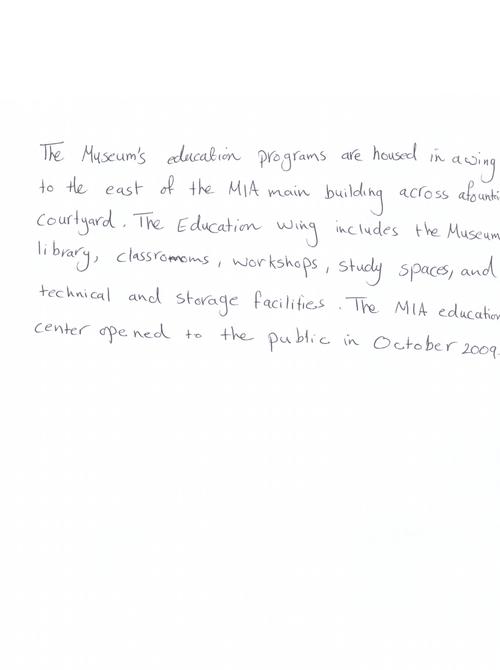 The Museum's education programs are housed in a wing
to the east of the MIA main building across a founti
courtyard. The Education wing includes the Museum
library, classromoms, workshops, study spaces, and
technical and storage facilities. The MIA education
center opened to the public in October 2009.